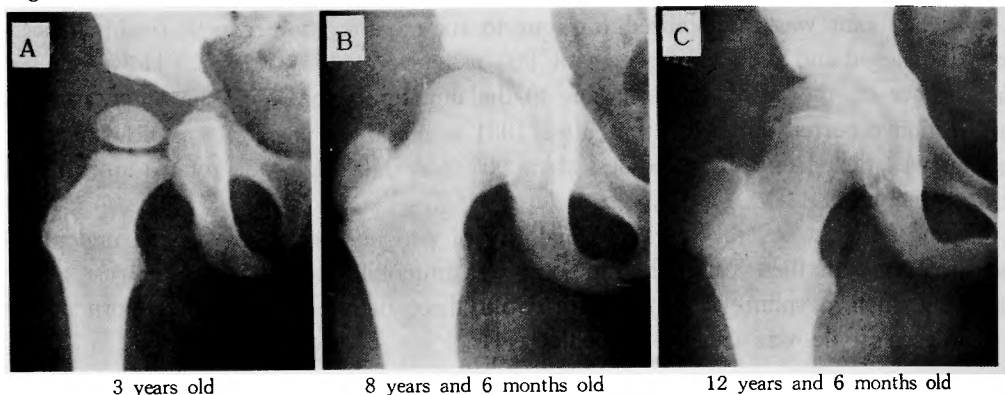 A
B
C
3 years old
8 years and 6 months old
12 years and 6 months old